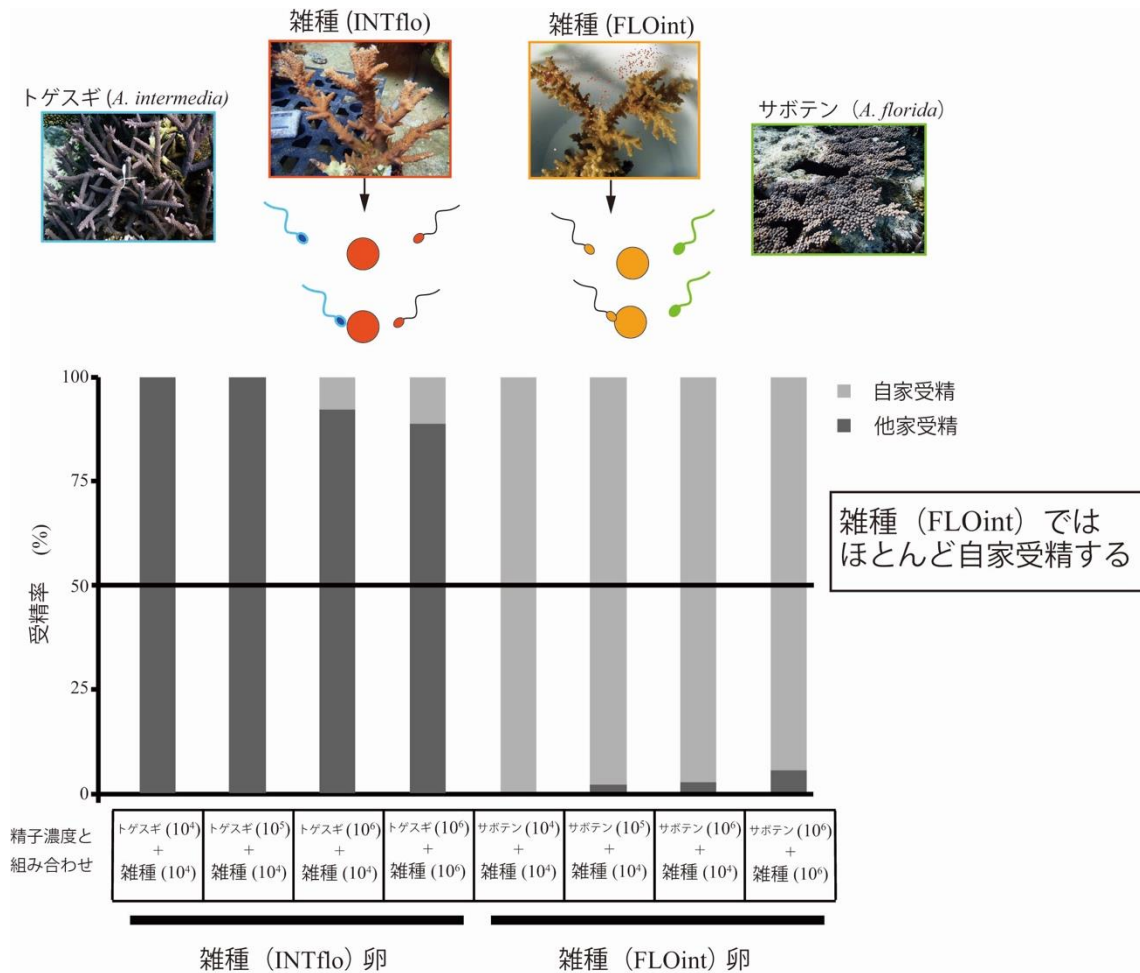 雑種 (INTflo)
雑種 (FLOint)
トゲスギ (A. intermedia)
サボテン (A. florida)
100
75
50
25
0
受精率 (%)
自家受精
他家受精
雑種（FLOint）では
ほとんど自家受精する
精子濃度と
組み合わせ
トゲスギ (10⁴)
+
雑種 (10⁴)
トゲスギ (10⁵)
+
雑種 (10⁴)
トゲスギ (10⁶)
+
雑種 (10⁴)
トゲスギ (10⁶)
+
雑種 (10⁶)
サボテン (10⁴)
+
雑種 (10⁴)
サボテン (10⁵)
+
雑種 (10⁴)
サボテン (10⁶)
+
雑種 (10⁴)
サボテン (10⁶)
+
雑種 (10⁶)
雑種（INTflo）卵
雑種（FLOint）卵